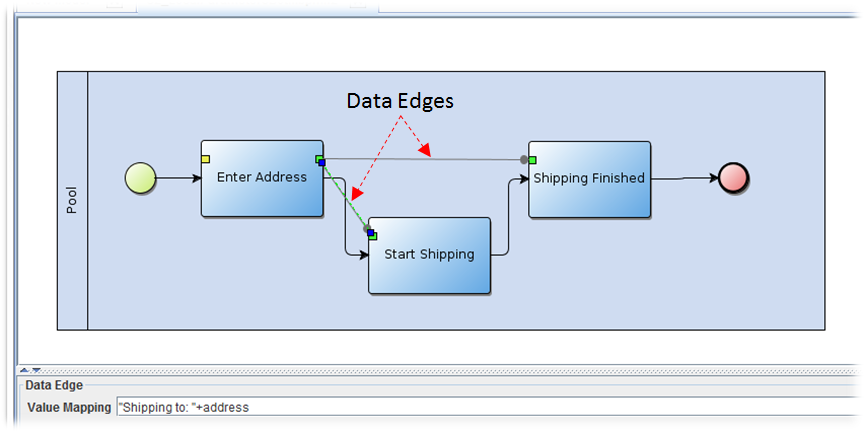 Data Edges
Enter Address
Shipping Finished
Pool
Start Shipping
Data Edge
Value Mapping "Shipping to: "+address